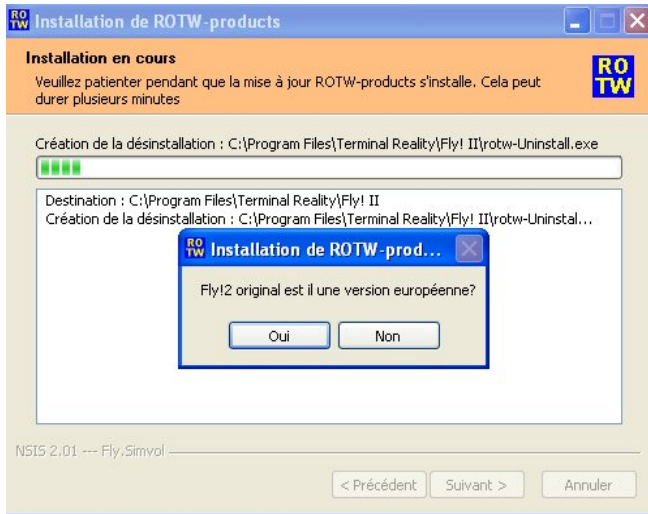 RO
TW
Installation de ROTW-products
Installation en cours
Veuillez patienter pendant que la mise à jour ROTW-products s'installe. Cela peut
durer plusieurs minutes
RO
TW
Création de la désinstallation : C:\Program Files\Terminal Reality\Fly! II\rotw-Uninstall.exe
Destination : C:\Program Files\Terminal Reality\Fly! II
Création de la désinstallation : C:\Program Files\Terminal Reality\Fly! II\rotw-Uninstal...
RO
TW
Installation de ROTW-prod...
Fly!2 original est il une version européenne?
Oui
Non
NSIS 2.01 --- Fly.Simvol
< Précédent
Suivant >
Annuler